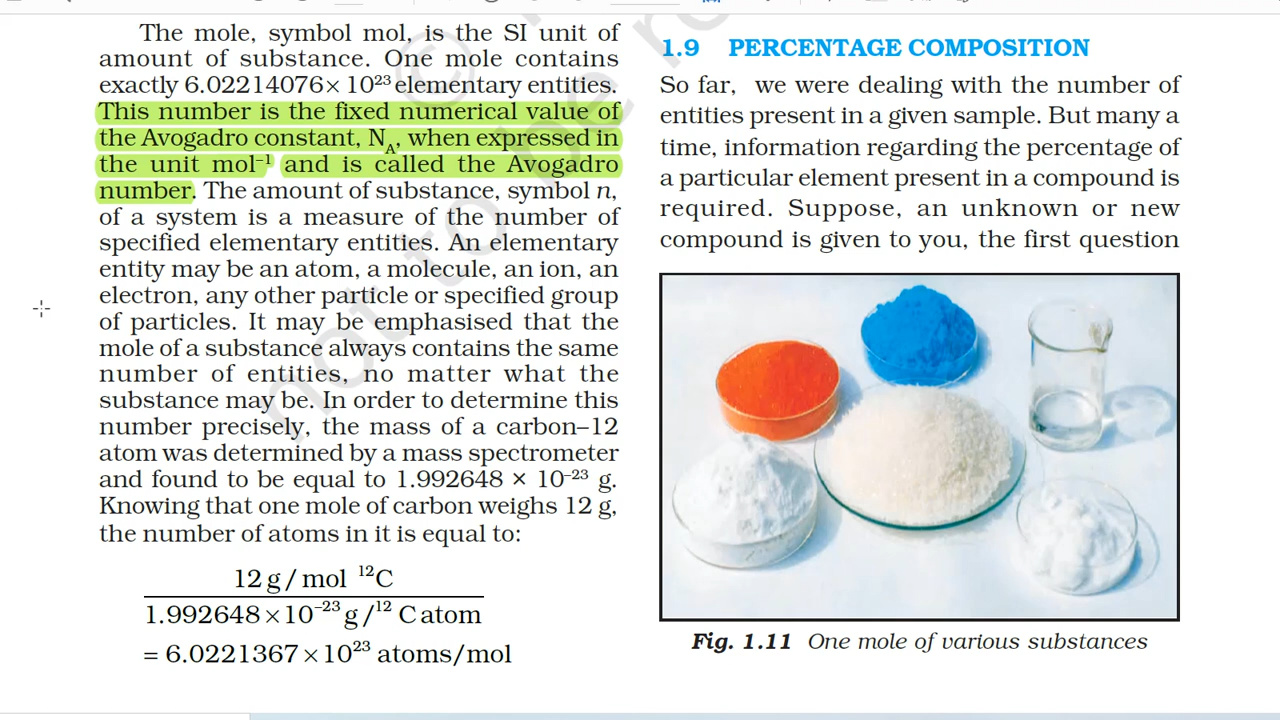 The mole, symbol mol, is the SI unit of
amount of substance. One mole contains
exactly 6.02214076× 10²³ elementary entities.
This number is the fixed numerical value of
the Avogadro constant, N_A, when expressed in
the unit mol⁻¹ and is called the Avogadro
number. The amount of substance, symbol n,
of a system is a measure of the number of
specified elementary entities. An elementary
entity may be an atom, a molecule, an ion, an
electron, any other particle or specified group
of particles. It may be emphasised that the
mole of a substance always contains the same
number of entities, no matter what the
substance may be. In order to determine this
number precisely, the mass of a carbon–12
atom was determined by a mass spectrometer
and found to be equal to 1.992648 × 10⁻²³ g.
Knowing that one mole of carbon weighs 12 g,
the number of atoms in it is equal to:
12 g / mol ¹²C
1.992648 ×10⁻²³ g /¹² C atom
= 6.0221367 ×10²³ atoms/mol
1.9 PERCENTAGE COMPOSITION
So far, we were dealing with the number of
entities present in a given sample. But many a
time, information regarding the percentage of
a particular element present in a compound is
required. Suppose, an unknown or new
compound is given to you, the first question
Fig. 1.11 One mole of various substances
© 
not to be re